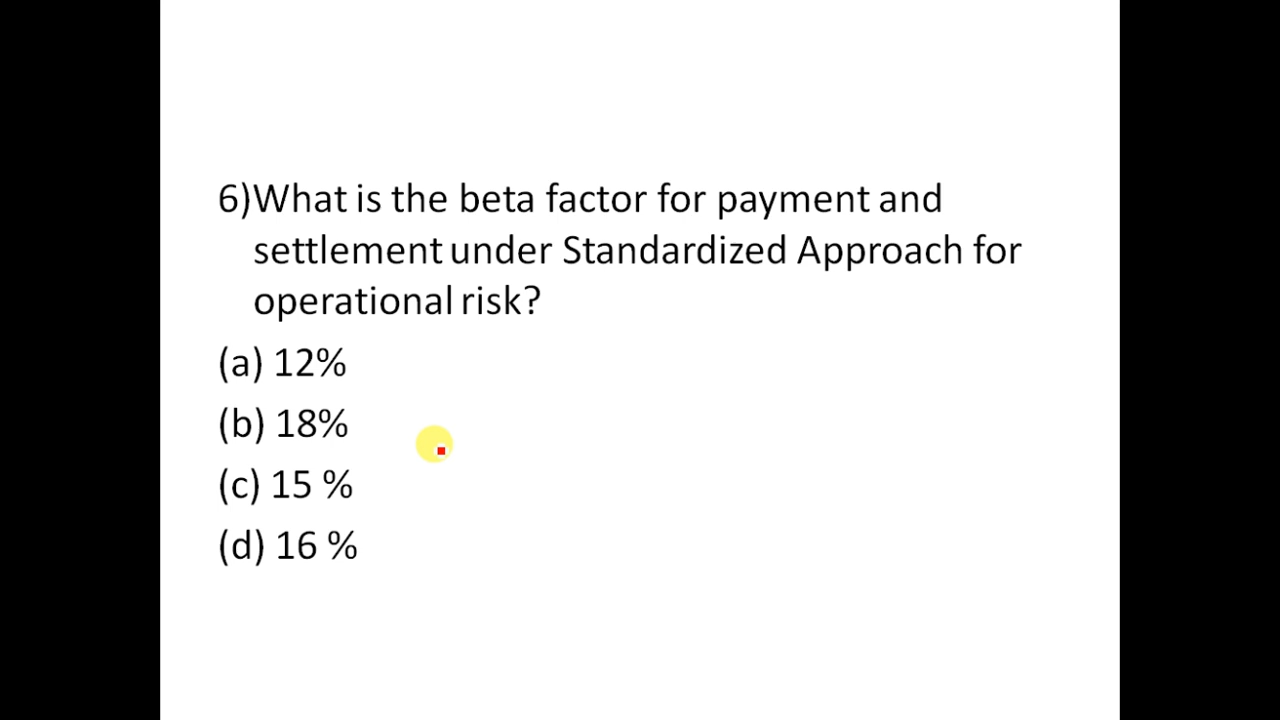 6)What is the beta factor for payment and
settlement under Standardized Approach for
operational risk?
(a) 12%
(b) 18%
(c) 15 %
(d) 16 %